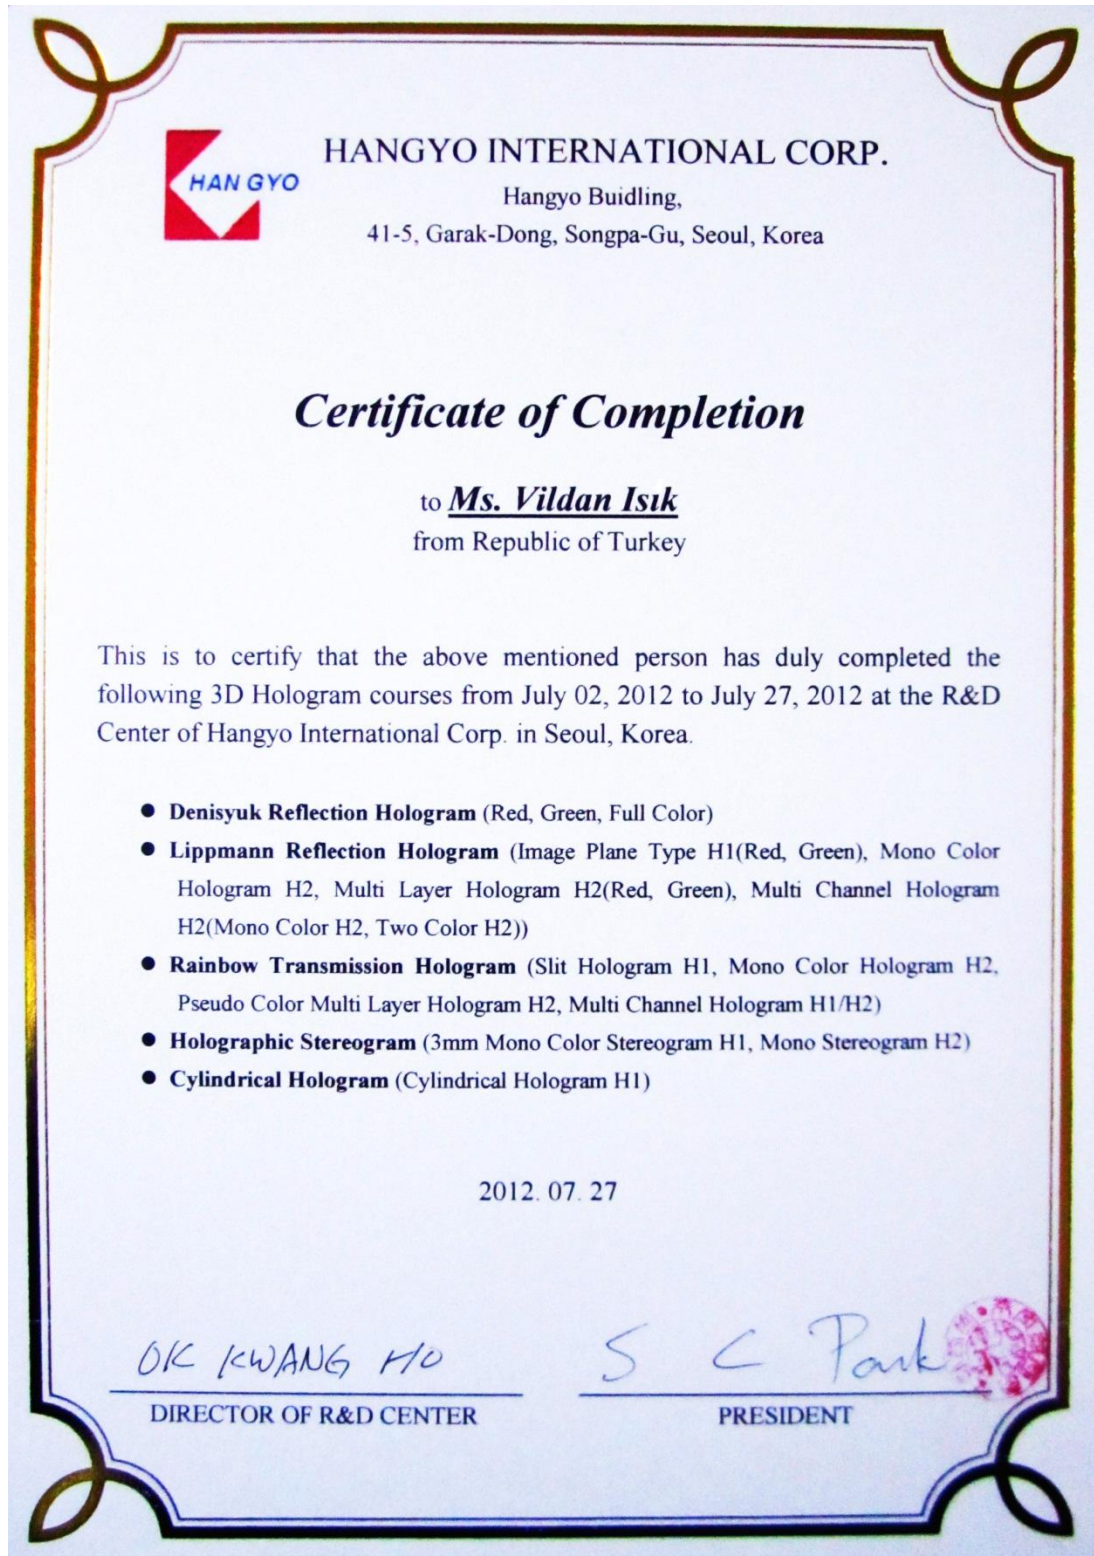 HANGYO INTERNATIONAL CORP.
HAN GYO
Hangyo Buidling,
41-5, Garak-Dong, Songpa-Gu, Seoul, Korea
Certificate of Completion
to Ms. Vildan Isık
from Republic of Turkey
This is to certify that the above mentioned person has duly completed the
following 3D Hologram courses from July 02, 2012 to July 27, 2012 at the R&D
Center of Hangyo International Corp. in Seoul, Korea.
● Denisyuk Reflection Hologram (Red, Green, Full Color)
● Lippmann Reflection Hologram (Image Plane Type H1(Red, Green), Mono Color
Hologram H2, Multi Layer Hologram H2(Red, Green), Multi Channel Hologram
H2(Mono Color H2, Two Color H2))
● Rainbow Transmission Hologram (Slit Hologram H1, Mono Color Hologram H2,
Pseudo Color Multi Layer Hologram H2, Multi Channel Hologram H1/H2)
● Holographic Stereogram (3mm Mono Color Stereogram H1, Mono Stereogram H2)
● Cylindrical Hologram (Cylindrical Hologram H1)
2012. 07. 27
OK KWANG HO
S C Park
DIRECTOR OF R&D CENTER
PRESIDENT